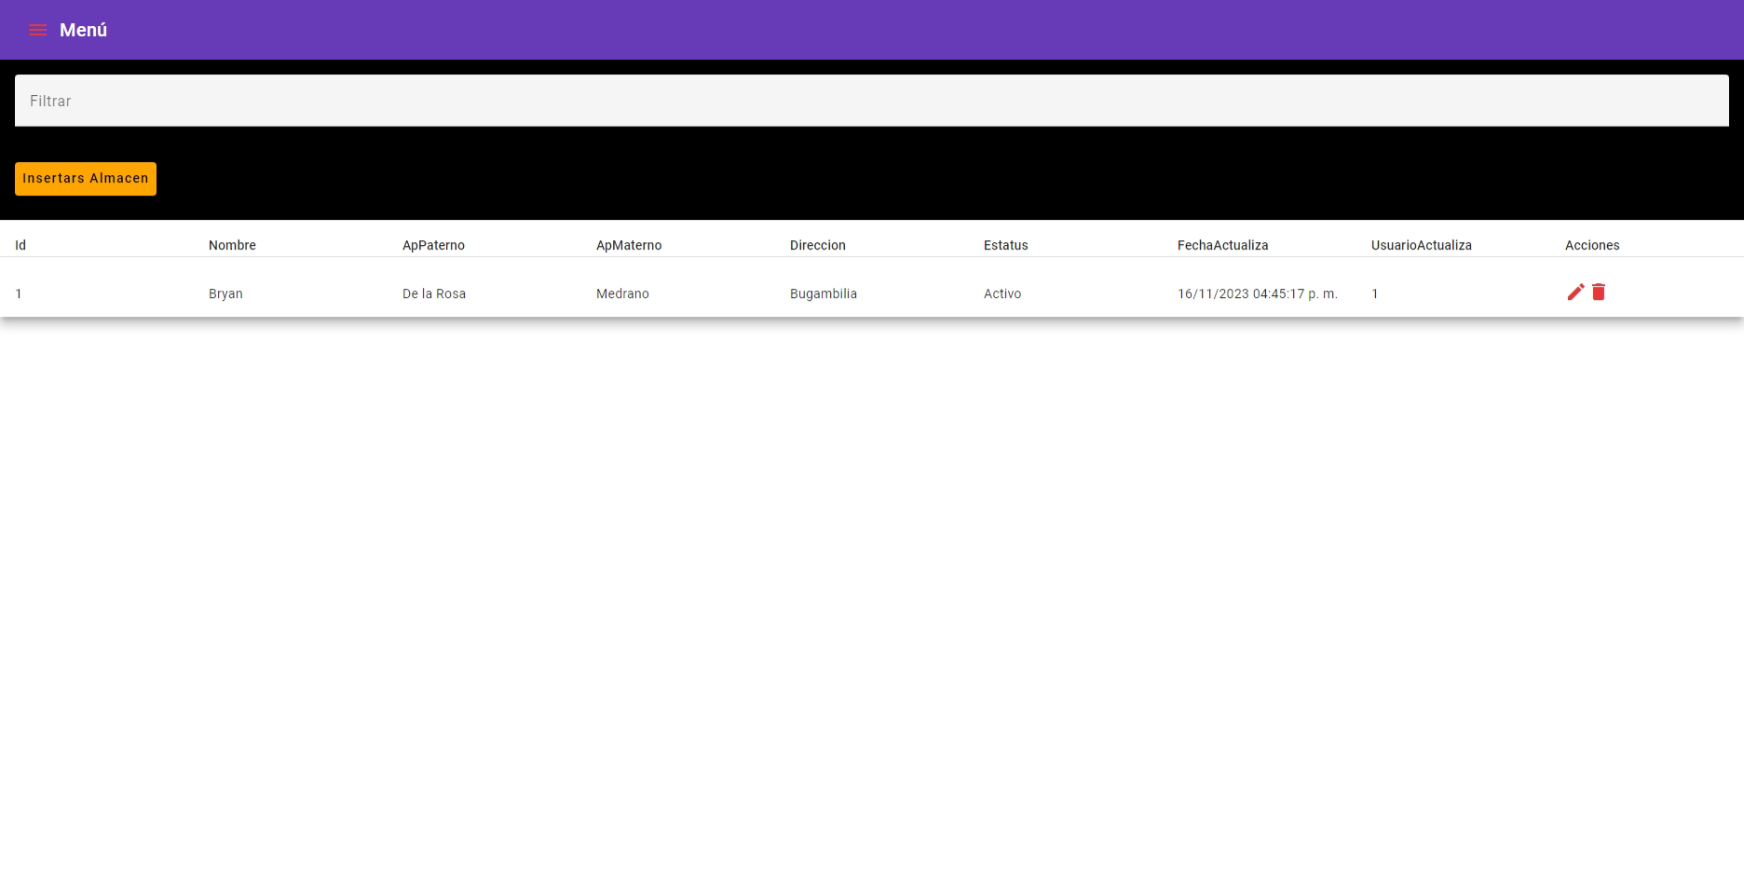 Menú
Filtrar
Insertars Almacen
Id Nombre ApPaterno ApMaterno Direccion Estatus FechaActualiza UsuarioActualiza Acciones
1 Bryan De la Rosa Medrano Bugambilia Activo 16/11/2023 04:45:17 p. m. 1